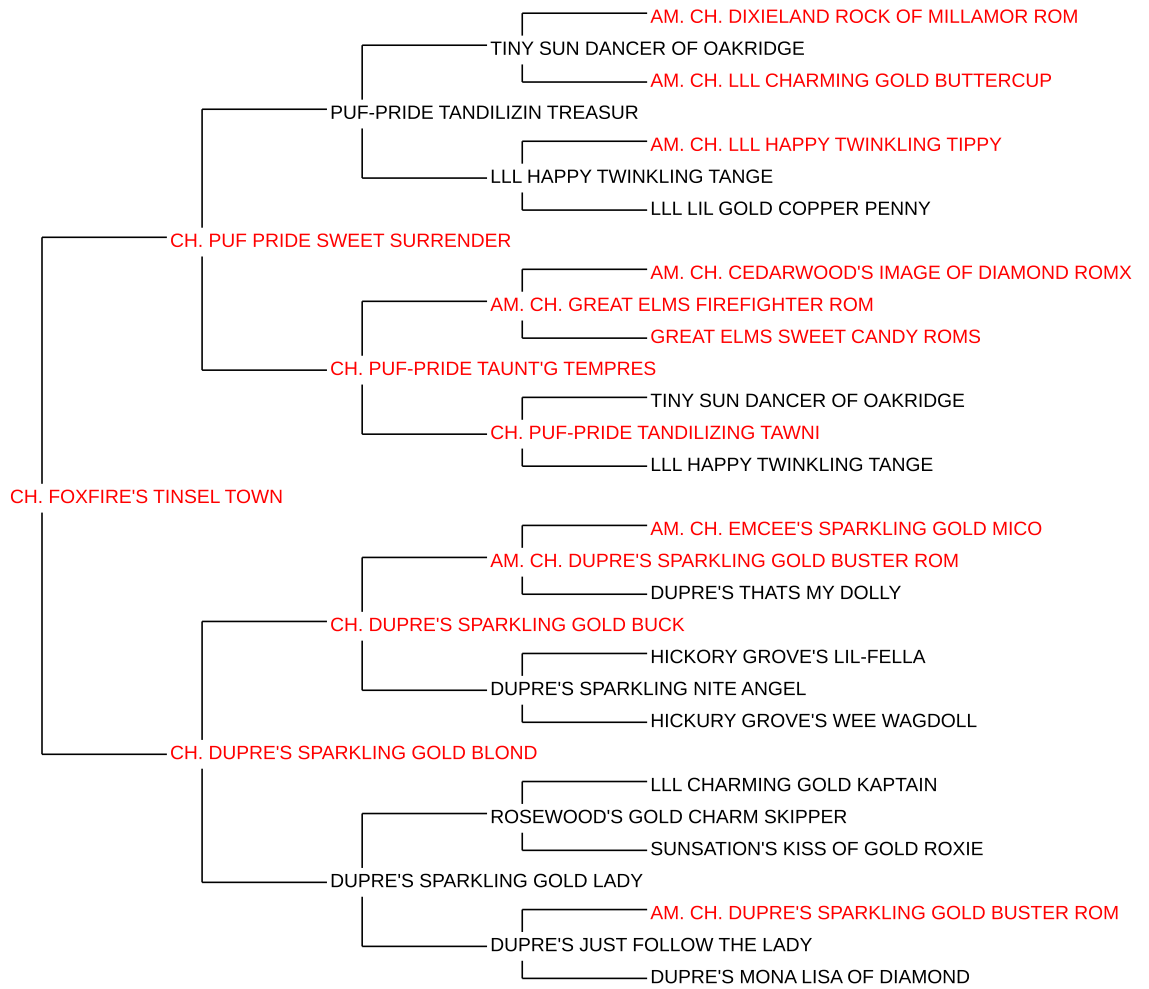 AM. CH. DIXIELAND ROCK OF MILLAMOR ROM
TINY SUN DANCER OF OAKRIDGE
AM. CH. LLL CHARMING GOLD BUTTERCUP
PUF-PRIDE TANDILIZIN TREASUR
AM. CH. LLL HAPPY TWINKLING TIPPY
LLL HAPPY TWINKLING TANGE
LLL LIL GOLD COPPER PENNY
CH. PUF PRIDE SWEET SURRENDER
AM. CH. CEDARWOOD'S IMAGE OF DIAMOND ROMX
AM. CH. GREAT ELMS FIREFIGHTER ROM
GREAT ELMS SWEET CANDY ROMS
CH. PUF-PRIDE TAUNT'G TEMPRES
TINY SUN DANCER OF OAKRIDGE
CH. PUF-PRIDE TANDILIZING TAWNI
LLL HAPPY TWINKLING TANGE
CH. FOXFIRE'S TINSEL TOWN
AM. CH. EMCEE'S SPARKLING GOLD MICO
AM. CH. DUPRE'S SPARKLING GOLD BUSTER ROM
DUPRE'S THATS MY DOLLY
CH. DUPRE'S SPARKLING GOLD BUCK
HICKORY GROVE'S LIL-FELLA
DUPRE'S SPARKLING NITE ANGEL
HICKURY GROVE'S WEE WAGDOLL
CH. DUPRE'S SPARKLING GOLD BLOND
LLL CHARMING GOLD KAPTAIN
ROSEWOOD'S GOLD CHARM SKIPPER
SUNSATION'S KISS OF GOLD ROXIE
DUPRE'S SPARKLING GOLD LADY
AM. CH. DUPRE'S SPARKLING GOLD BUSTER ROM
DUPRE'S JUST FOLLOW THE LADY
DUPRE'S MONA LISA OF DIAMOND